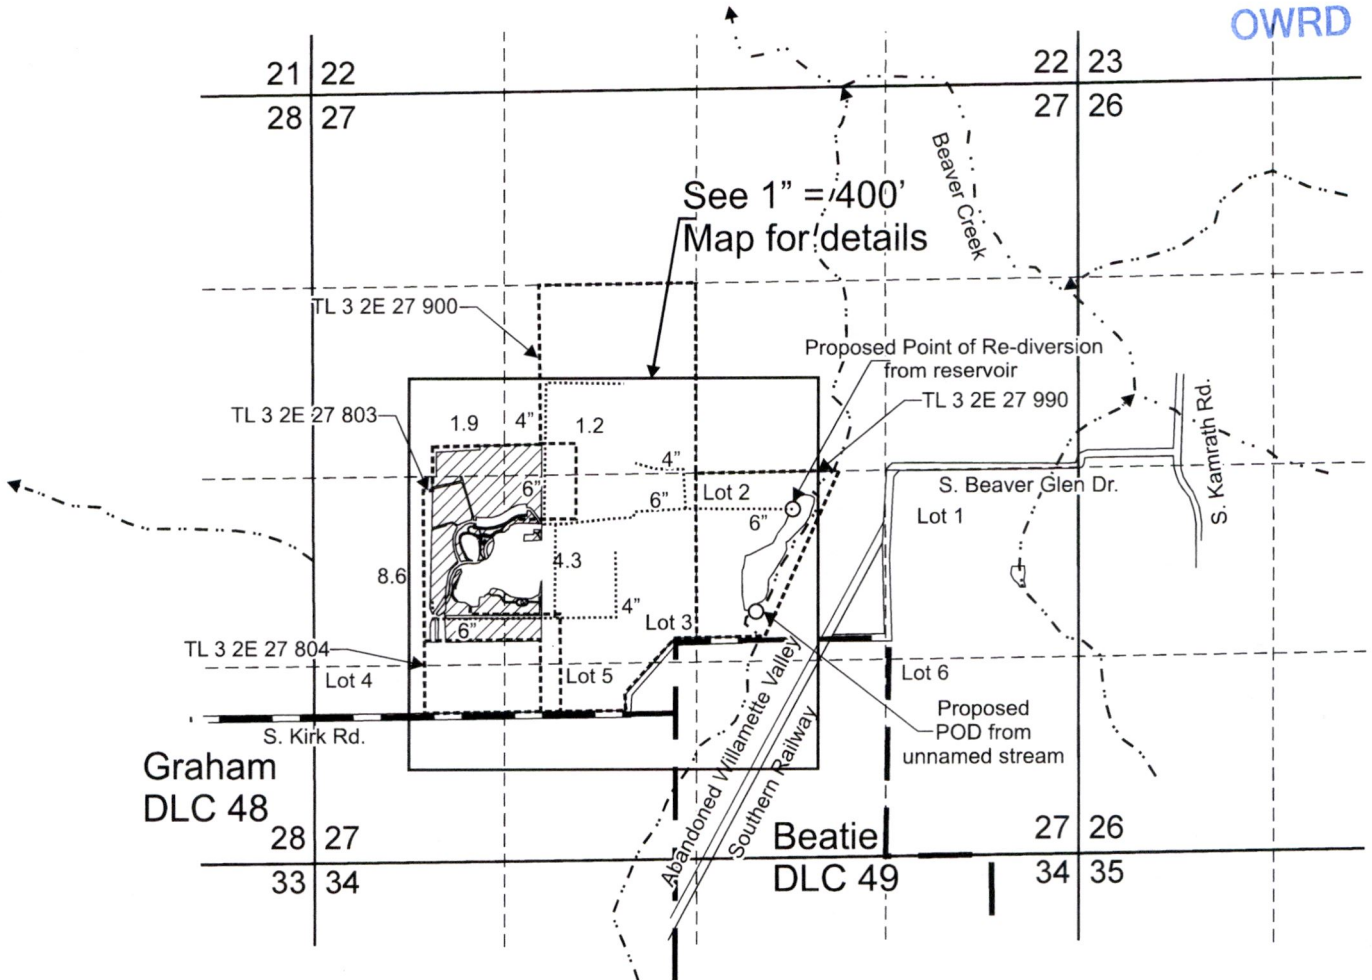 OWRD
21 22
28 27
22 23
27 26
Beaver Creek
See 1” = 400’
Map for details
TL 3 2E 27 900
Proposed Point of Re-diversion
from reservoir
TL 3 2E 27 990
TL 3 2E 27 803
1.9
4”
1.2
S. Kamrath Rd.
4”
6”
6”
Lot 2
6”
S. Beaver Glen Dr.
Lot 1
8.6
4.3
4”
6”
Lot 3
TL 3 2E 27 804
Lot 4
Lot 5
Lot 6
S. Kirk Rd.
Proposed
POD from
unnamed stream
Abandoned Willamette Valley
Southern Railway
Graham
DLC 48
28 27
33 34
Beatie
DLC 49
27 26
34 35